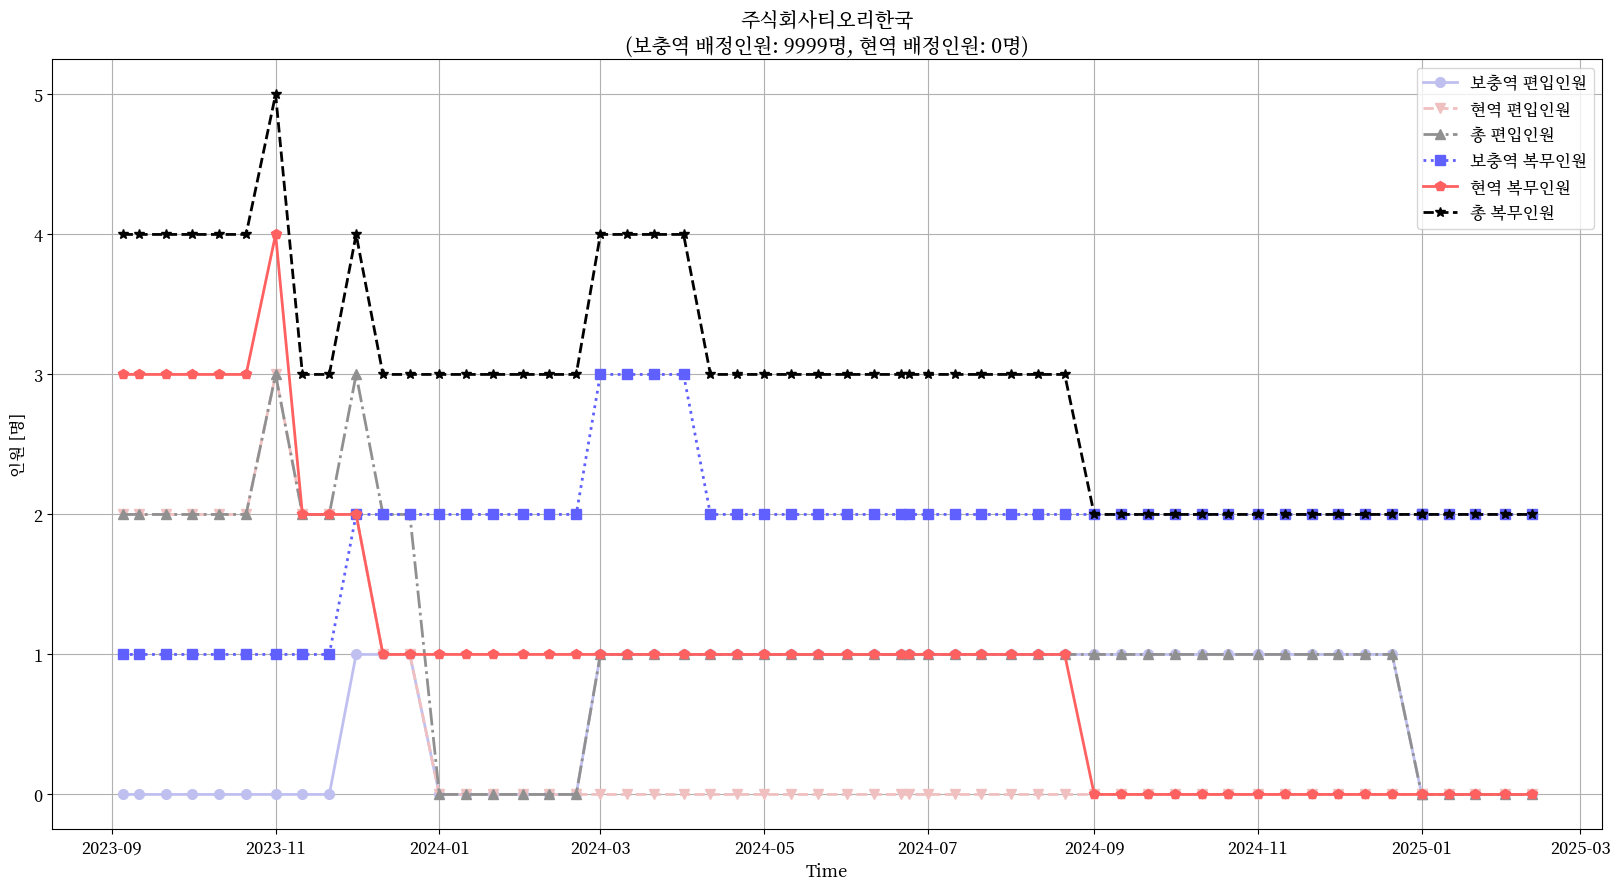 주식회사티오리한국
(보충역 배정인원: 9999명, 현역 배정인원: 0명)
보충역 편입인원
현역 편입인원
총 편입인원
보충역 복무인원
현역 복무인원
총 복무인원
인원 [명]
5
4
3
2
1
0
2023-09
2023-11
2024-01
2024-03
2024-05
2024-07
2024-09
2024-11
2025-01
2025-03
Time